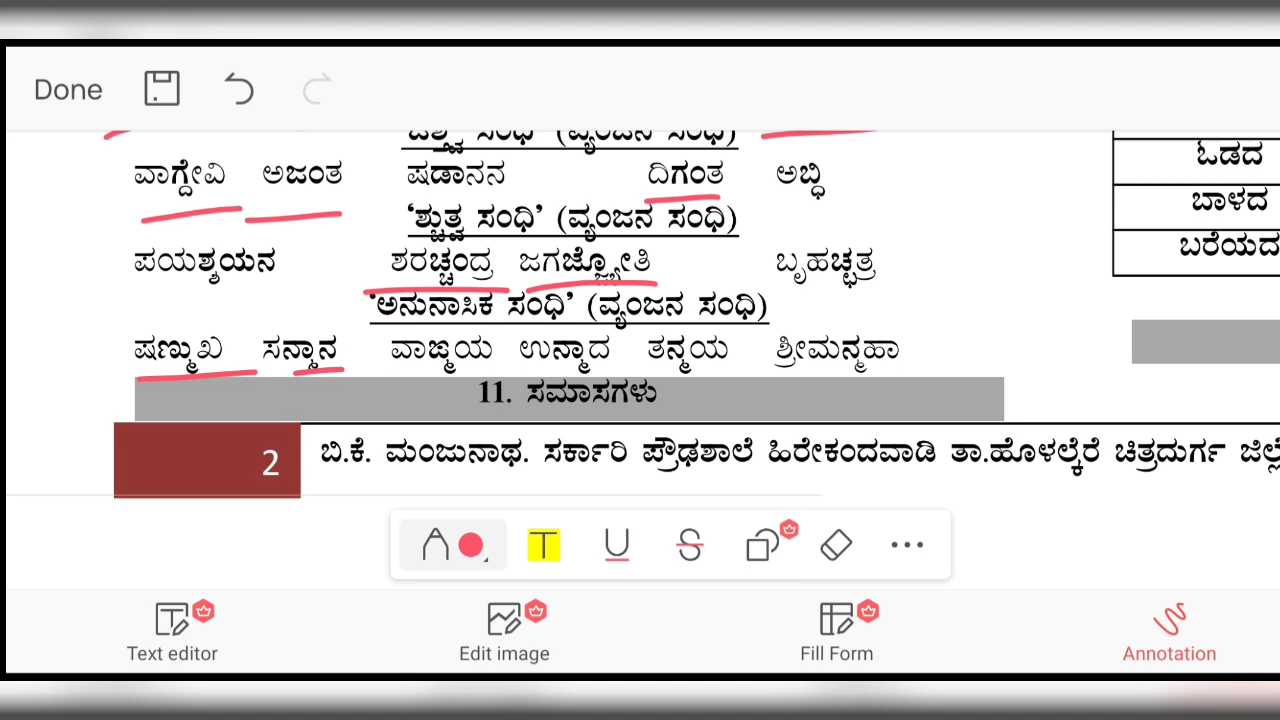 Done
ಜಶ್ತ್ವ ಸಂಧಿ' (ವ್ಯಂಜನ ಸಂಧಿ)
ವಾಗ್ದೇವಿ ಅಜಂತ ಷಡಾನನ ದಿಗಂತ ಅಬ್ಧಿ
'ಶ್ಚುತ್ವ ಸಂಧಿ' (ವ್ಯಂಜನ ಸಂಧಿ)
ಪಯಶ್ಶಯನ ಶರಚ್ಚಂದ್ರ ಜಗಜ್ಜ್ಯೋತಿ ಬೃಹಚ್ಛತ್ರ
'ಅನುನಾಸಿಕ ಸಂಧಿ' (ವ್ಯಂಜನ ಸಂಧಿ)
ಷಣ್ಮುಖ ಸನ್ಮಾನ ವಾಙ್ಮಯ ಉನ್ಮಾದ ತನ್ಮಯ ಶ್ರೀಮನ್ಮಹಾ
11. ಸಮಾಸಗಳು
ಓಡದ
ಬಾಳದ
ಬರೆಯದ
2 ಬಿ.ಕೆ. ಮಂಜುನಾಥ. ಸರ್ಕಾರಿ ಪ್ರೌಢಶಾಲೆ ಹಿರೇಕಂದವಾಡಿ ತಾ.ಹೊಳಲ್ಕೆರೆ ಚಿತ್ರದುರ್ಗ ಜಿಲ್ಲೆ
Text editor Edit image Fill Form Annotation